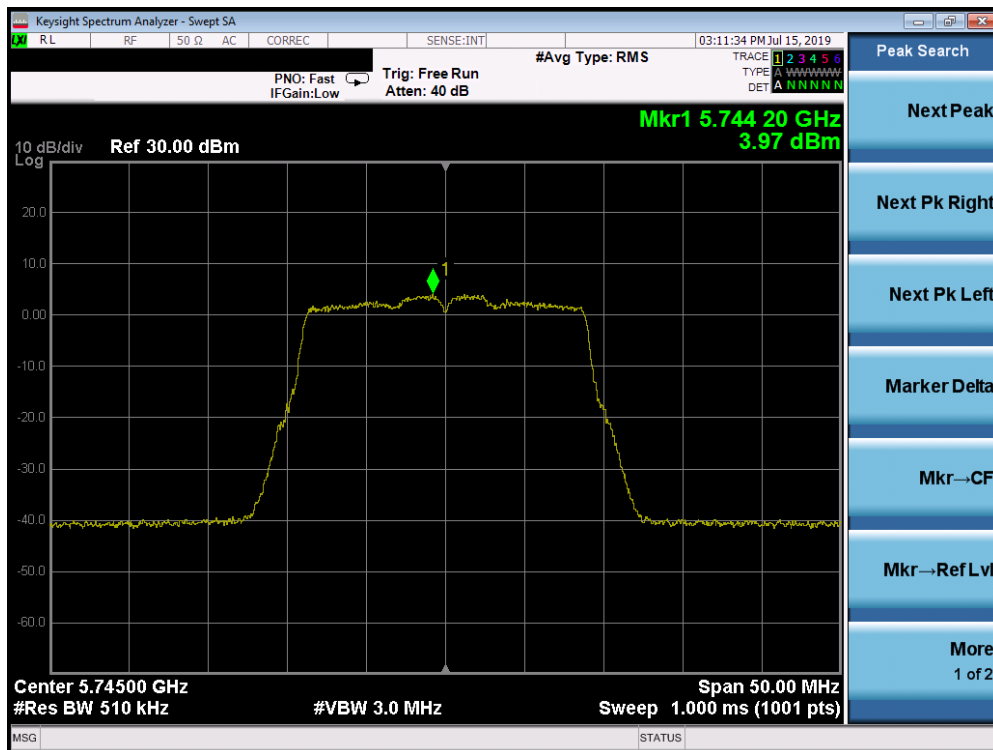 Keysight Spectrum Analyzer - Swept SA
LXI RL RF 50 Ω AC CORREC SENSE:INT 03:11:34 PM Jul 15, 2019
#Avg Type: RMS TRACE 1 2 3 4 5 6
PNO: Fast Trig: Free Run TYPE A WWWWW
IFGain:Low Atten: 40 dB DET A N N N N N
Mkr1 5.744 20 GHz
3.97 dBm
10 dB/div Ref 30.00 dBm
Log
20.0
10.0
1
0.00
-10.0
-20.0
-30.0
-40.0
-50.0
-60.0
Center 5.74500 GHz Span 50.00 MHz
#Res BW 510 kHz #VBW 3.0 MHz Sweep 1.000 ms (1001 pts)
MSG STATUS
Peak Search
Next Peak
Next Pk Right
Next Pk Left
Marker Delta
Mkr→CF
Mkr→Ref Lvl
More
1 of 2